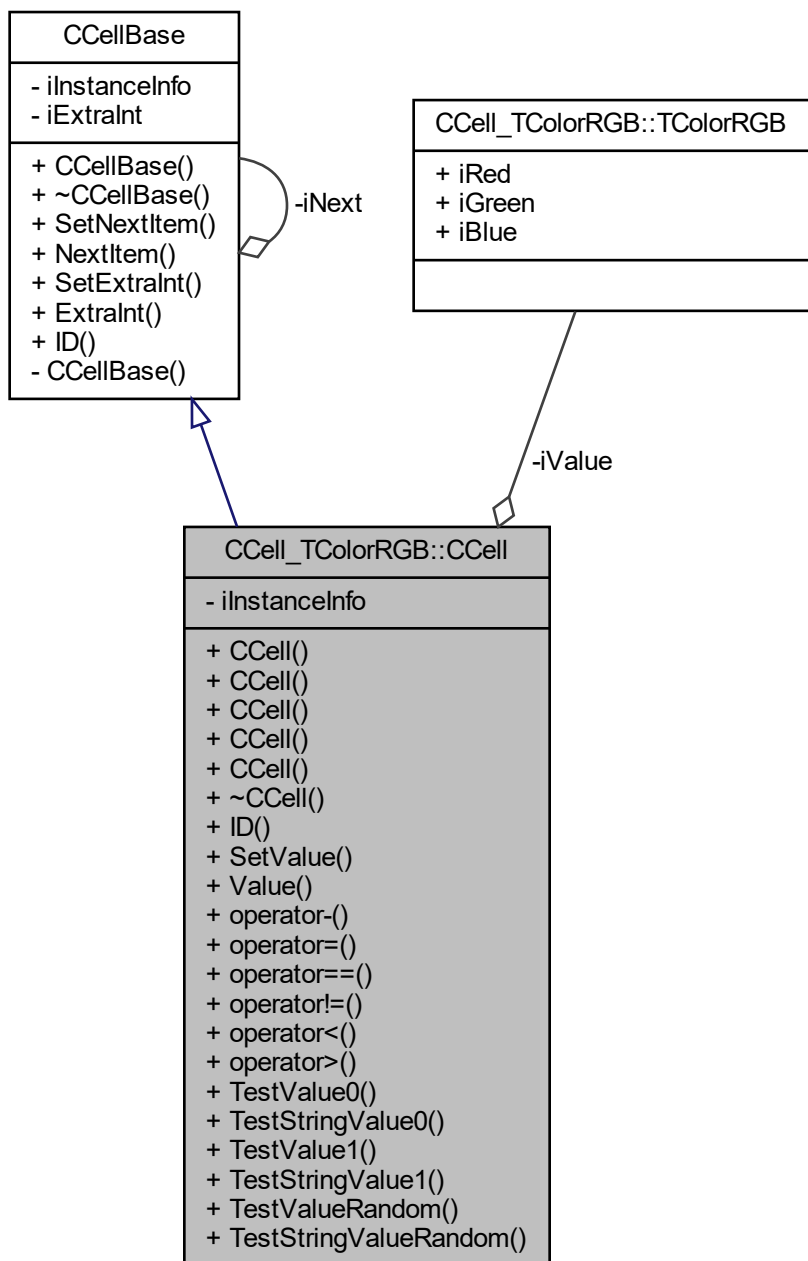 CCellBase
- iInstanceInfo
- iExtraInt
+ CCellBase()
+ ~CCellBase()
+ SetNextItem()
+ NextItem()
+ SetExtraInt()
+ ExtraInt()
+ ID()
- CCellBase()
-iNext
CCell_TColorRGB::TColorRGB
+ iRed
+ iGreen
+ iBlue
-iValue
CCell_TColorRGB::CCell
- iInstanceInfo
+ CCell()
+ CCell()
+ CCell()
+ CCell()
+ CCell()
+ ~CCell()
+ ID()
+ SetValue()
+ Value()
+ operator-()
+ operator=()
+ operator==()
+ operator!=()
+ operator<()
+ operator>()
+ TestValue0()
+ TestStringValue0()
+ TestValue1()
+ TestStringValue1()
+ TestValueRandom()
+ TestStringValueRandom()